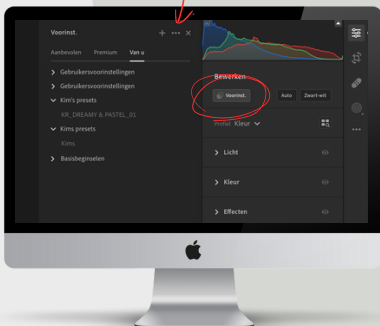 Voorinst.
Aanbevolen Premium Van u
Gebruikersvoorinstellingen
Gebruikersvoorinstellingen
Kim's presets
KR_DREAMY & PASTEL_01
Kims presets
Kims
Basisbeginselen
Bewerken
Voorinst. Auto Zwart-wit
Profiel Kleur
Licht
Kleur
Effecten